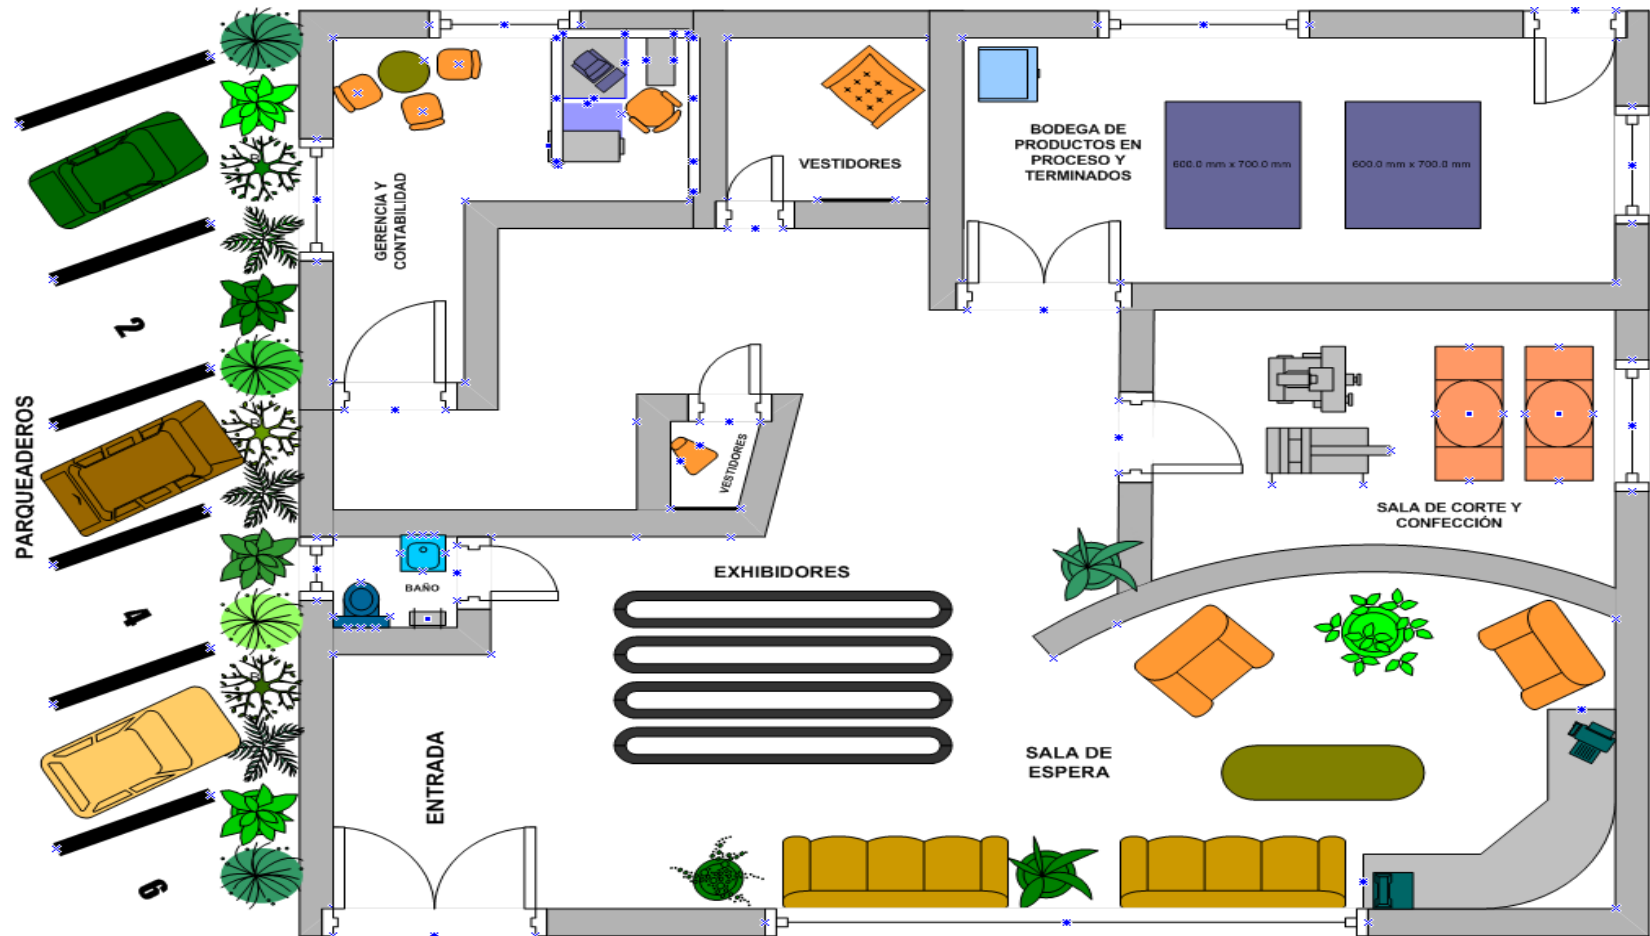 PARQUEADEROS
2
4
6
GERENCIA Y
CONTABILIDAD
VESTIDORES
BODEGA DE
PRODUCTOS EN
PROCESO Y
TERMINADOS
600.0 mm x 700.0 mm
600.0 mm x 700.0 mm
VESTIDORES
SALA DE CORTE Y
CONFECCIÓN
BAÑO
EXHIBIDORES
ENTRADA
SALA DE
ESPERA